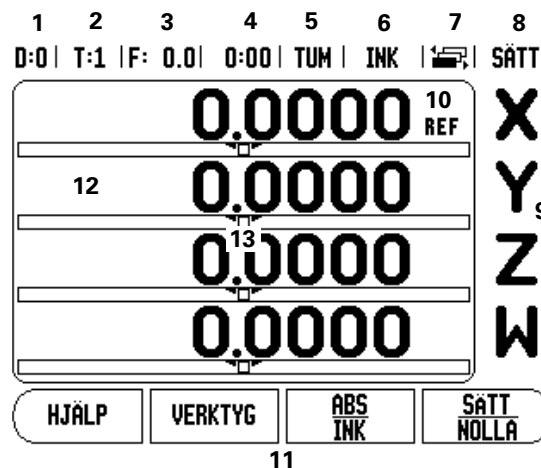 1 2 3 4 5 6 7 8
D:0 | T:1 | F: 0.0 | 0:00 | TUM | INK | | SÄTT
0.0000 10 REF X
12 0.0000 Y 9
13 0.0000 Z
0.0000 W
HJÄLP VERKTYG ABS INK SÄTT NOLLA
11